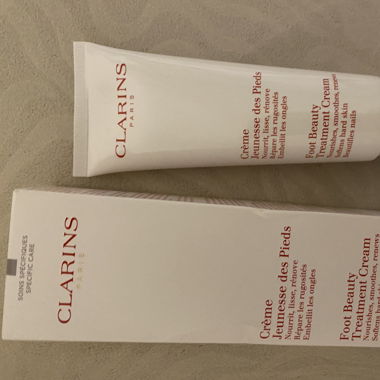 CLARINS
PARIS
Crème
Jeunesse des Pieds
Nourrit, lisse, rénove
Répare les rugosités
Embellit les ongles
Foot Beauty
Treatment Cream
Nourishes, smoothes, renews
Softens hard skin
Beautifies nails
SOINS SPÉCIFIQUES
SPECIFIC CARE
CLARINS
PARIS
Crème
Jeunesse des Pieds
Nourrit, lisse, rénove
Répare les rugosités
Embellit les ongles
Foot Beauty
Treatment Cream
Nourishes, smoothes, renews
Softens